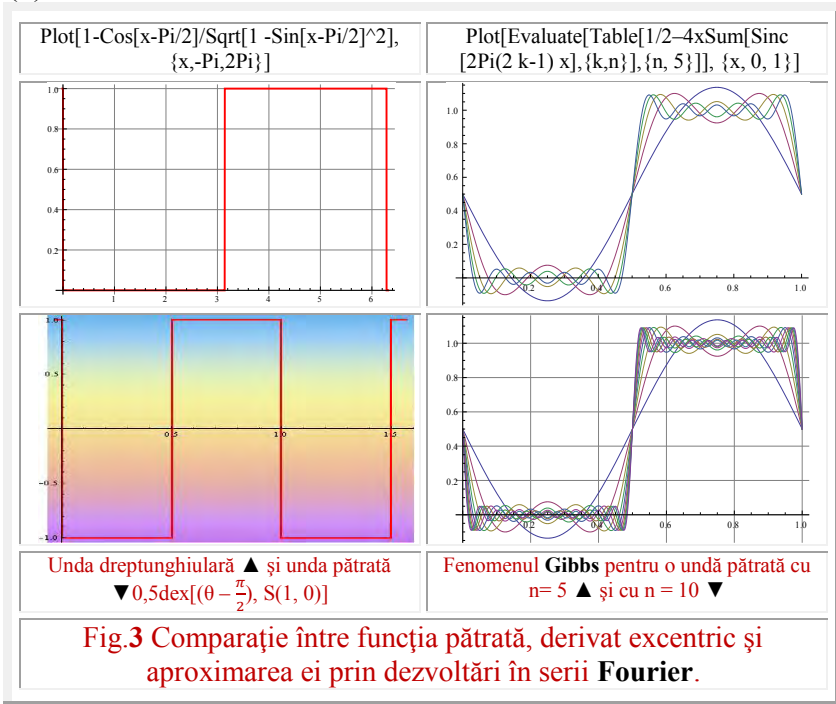 Plot[1-Cos[x-Pi/2]/Sqrt[1 -Sin[x-Pi/2]^2],
{x,-Pi,2Pi}]
Plot[Evaluate[Table[1/2–4xSum[Sinc
[2Pi(2 k-1) x],{k,n}],{n, 5}]], {x, 0, 1}]
1.0
0.8
0.6
0.4
0.2
1 2 3 4 5 6
1.0
0.8
0.6
0.4
0.2
0.2 0.4 0.6 0.8 1.0
1.0
0.5
-0.5
-1.0
0.5 1.0 1.5
1.0
0.8
0.6
0.4
0.2
0.2 0.4 0.6 0.8 1.0
Unda dreptunghiulară ▲ şi unda pătrată
▼0,5dex[(θ – π/2), S(1, 0)]
Fenomenul Gibbs pentru o undă pătrată cu
n= 5 ▲ şi cu n = 10 ▼
Fig.3 Comparaţie între funcţia pătrată, derivat excentric şi
aproximarea ei prin dezvoltări în serii Fourier.